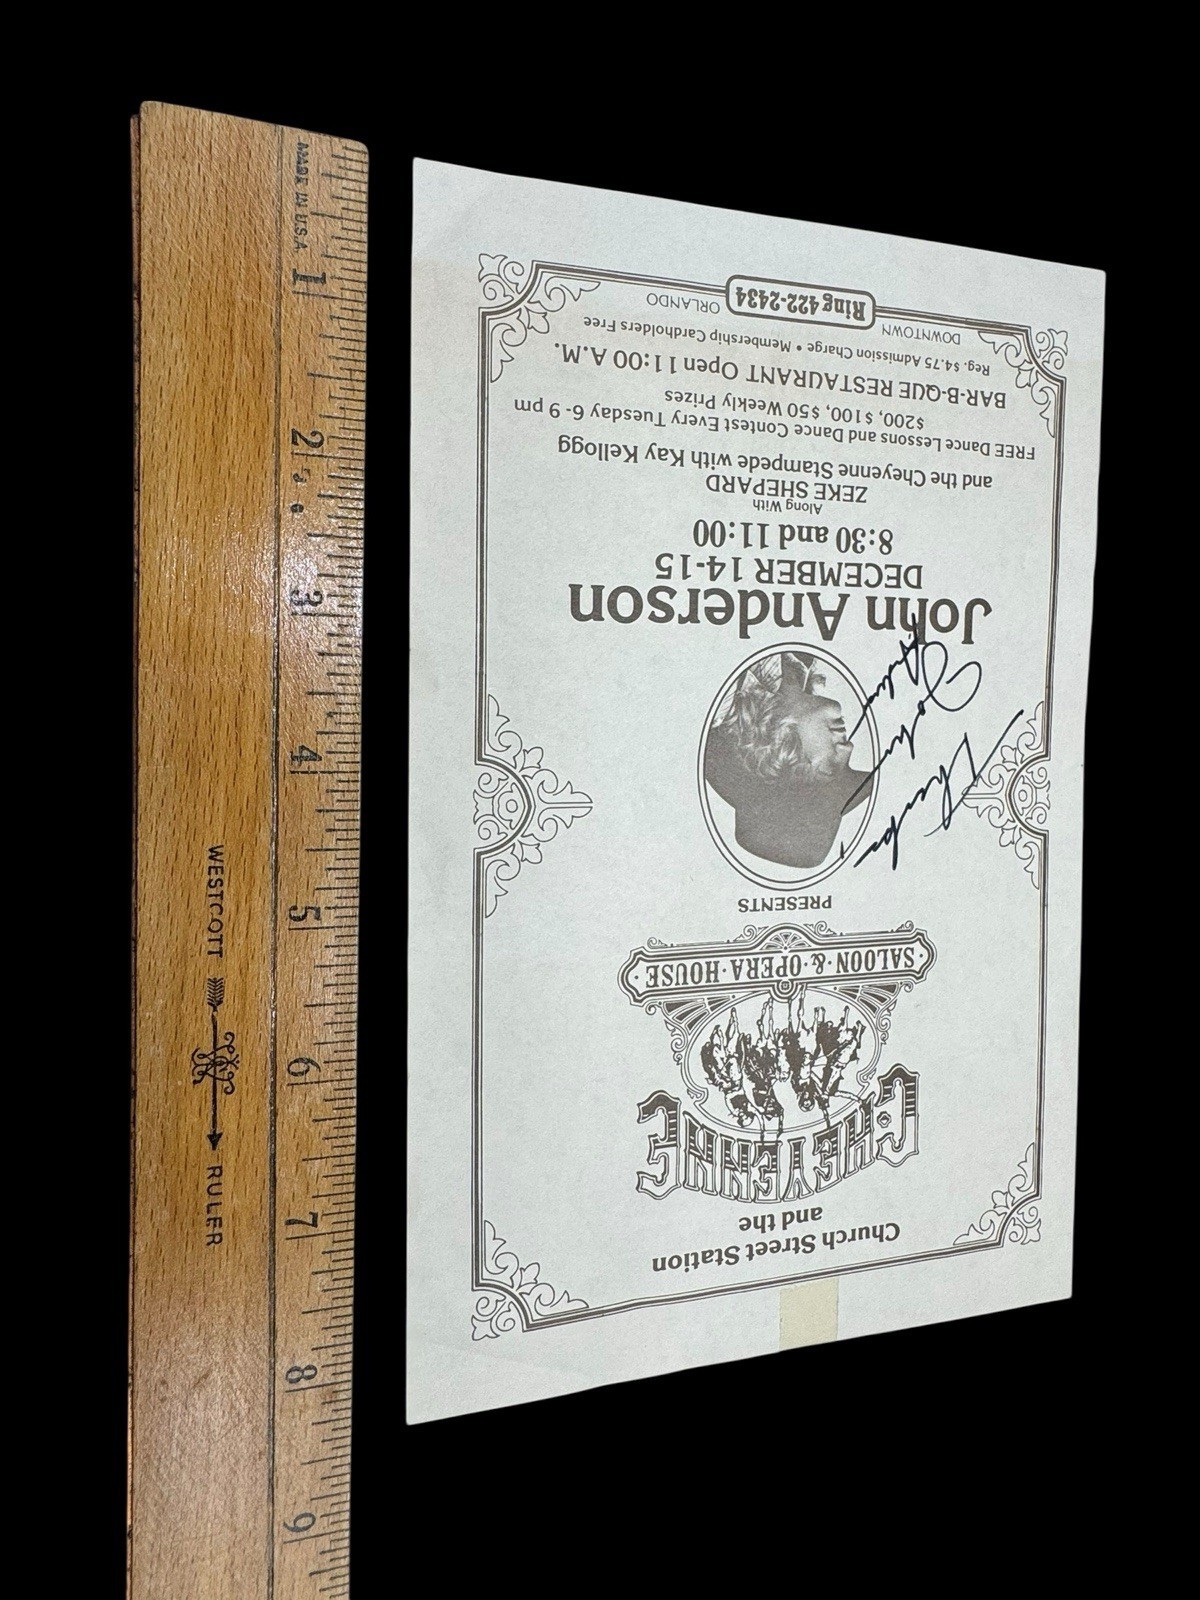 Church Street Station
and the
CHEYENNE
SALOON · & · OPERA · HOUSE
PRESENTS
Thanks,
John
Anderson
John Anderson
DECEMBER 14-15
8:30 and 11:00
Along With
ZEKE SHEPARD
and the Cheyenne Stampede with Kay Kellogg
FREE Dance Lessons and Dance Contest Every Tuesday 6-9 pm
$200, $100, $50 Weekly Prizes
BAR-B-QUE RESTAURANT Open 11:00 A.M.
Reg. $4.75 Admission Charge • Membership Cardholders Free
DOWNTOWN Ring 422-2434 ORLANDO
MADE IN U.S.A
1
2
3
4
5
6
7
8
9
WESTCOTT RULER